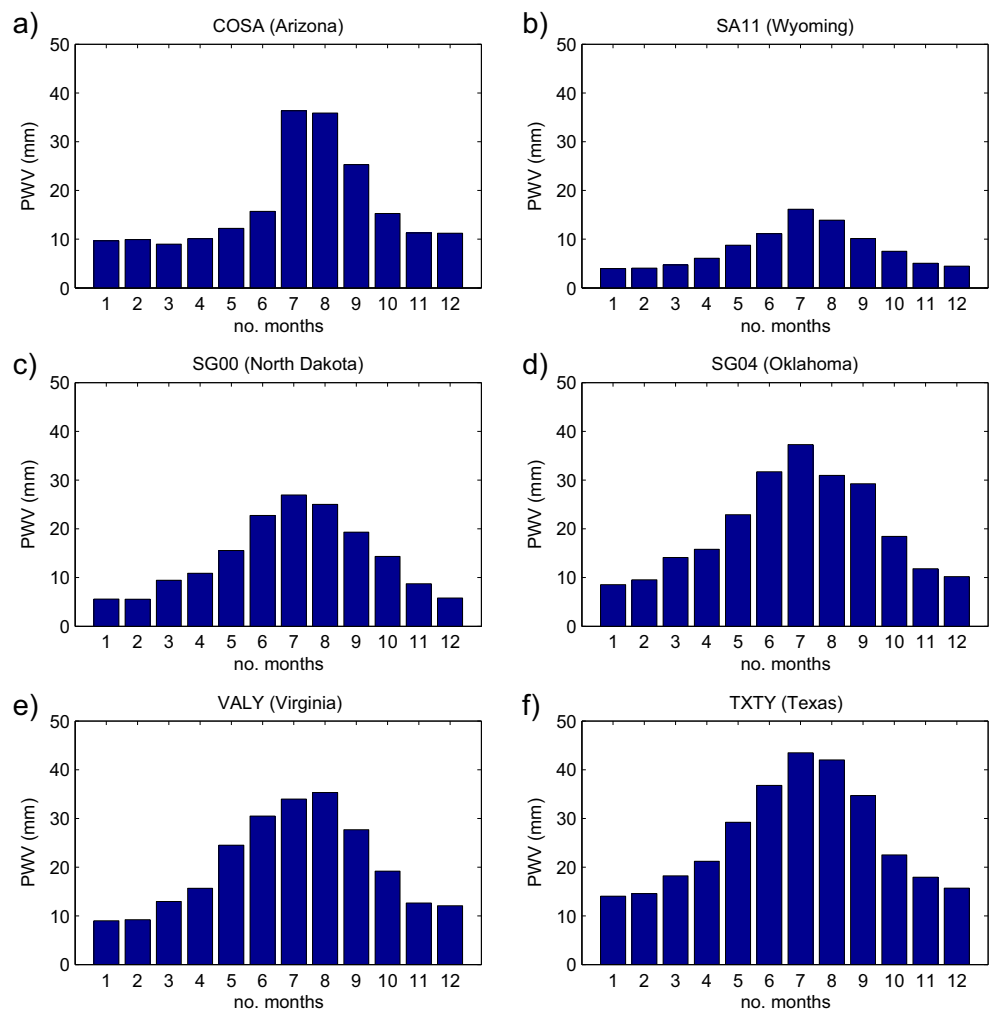 a)
COSA (Arizona)
50
40
30
20
10
0
PWV (mm)
1 2 3 4 5 6 7 8 9 10 11 12
no. months
b)
SA11 (Wyoming)
50
40
30
20
10
0
PWV (mm)
1 2 3 4 5 6 7 8 9 10 11 12
no. months
c)
SG00 (North Dakota)
50
40
30
20
10
0
PWV (mm)
1 2 3 4 5 6 7 8 9 10 11 12
no. months
d)
SG04 (Oklahoma)
50
40
30
20
10
0
PWV (mm)
1 2 3 4 5 6 7 8 9 10 11 12
no. months
e)
VALY (Virginia)
50
40
30
20
10
0
PWV (mm)
1 2 3 4 5 6 7 8 9 10 11 12
no. months
f)
TXTY (Texas)
50
40
30
20
10
0
PWV (mm)
1 2 3 4 5 6 7 8 9 10 11 12
no. months